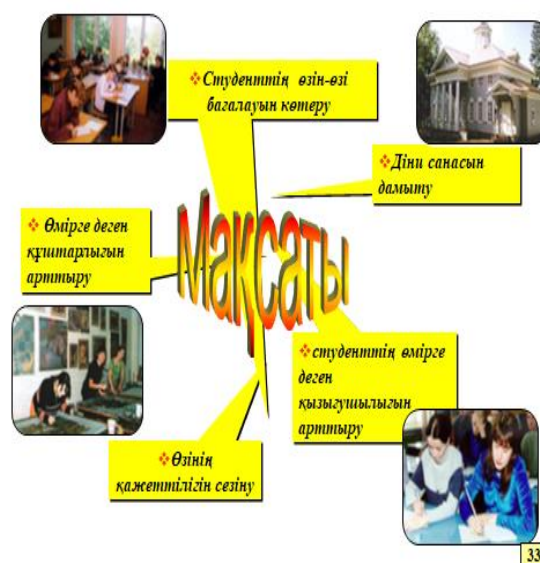 ❖Студенттің өзін-өзі
бағалауын көтеру
❖Діни санасын
дамыту
❖ Өмірге деген
құштарлығын
арттыру
Мақсаты
❖студенттің өмірге
деген
қызығушылығын
арттыру
❖Өзінің
қажеттілігін сезіну
33